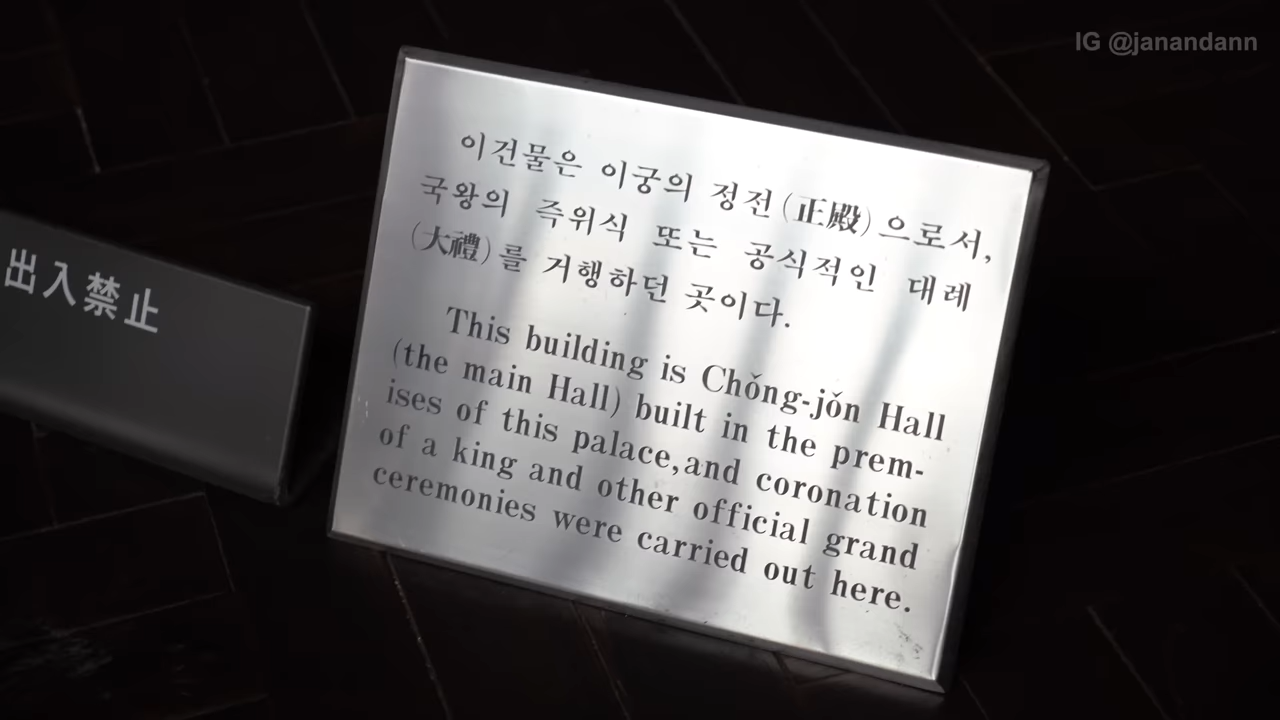 IG @janandann
出入禁止
이건물은 이궁의 정전(正殿)으로서,
국왕의 즉위식 또는 공식적인 대례
(大禮)를 거행하던 곳이다.
This building is Chǒng-jǒn Hall
(the main Hall) built in the prem-
ises of this palace,and coronation
of a king and other official grand
ceremonies were carried out here.